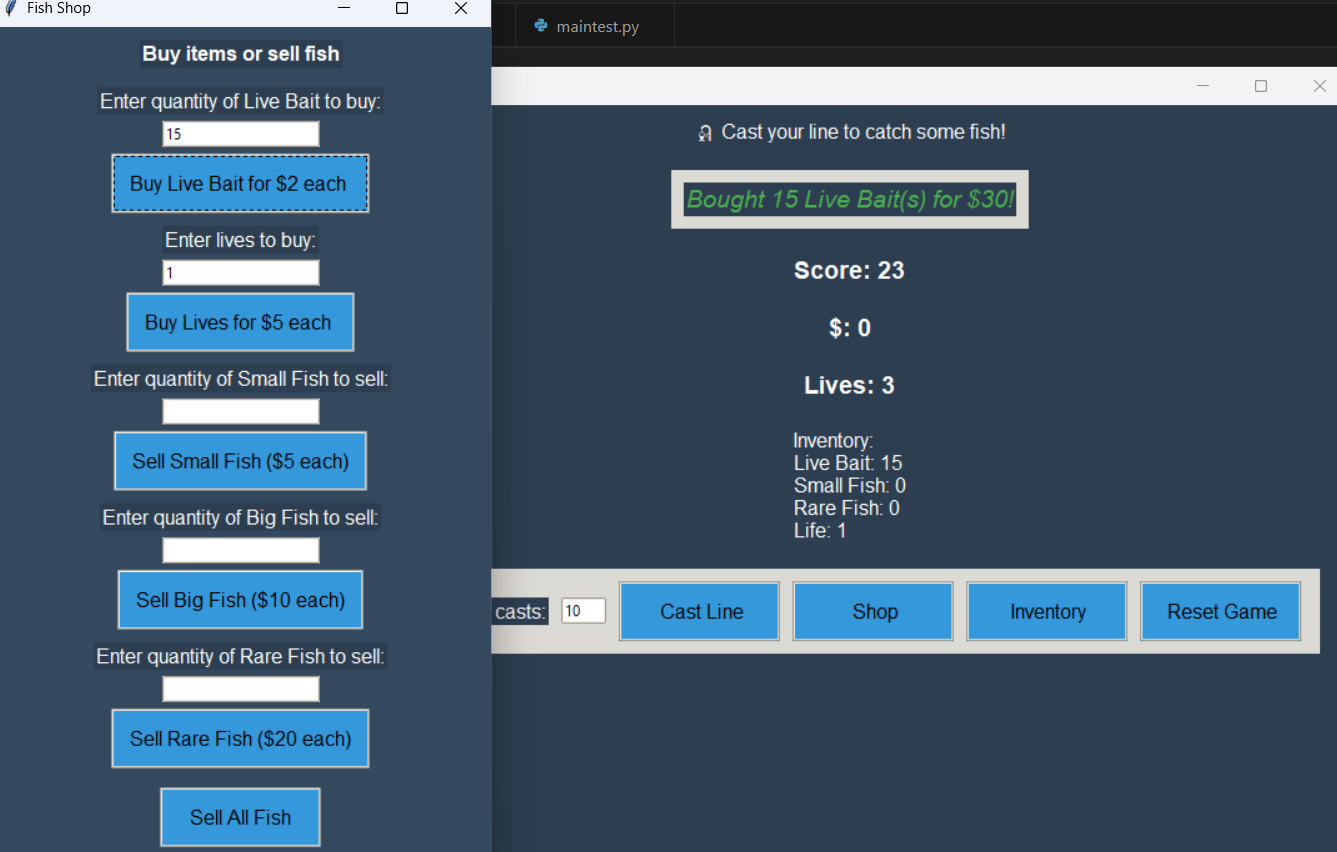 Fish Shop
Buy items or sell fish
Enter quantity of Live Bait to buy:
15
Buy Live Bait for $2 each
Enter lives to buy:
1
Buy Lives for $5 each
Enter quantity of Small Fish to sell:
Sell Small Fish ($5 each)
Enter quantity of Big Fish to sell:
Sell Big Fish ($10 each)
Enter quantity of Rare Fish to sell:
Sell Rare Fish ($20 each)
Sell All Fish
maintest.py
Cast your line to catch some fish!
Bought 15 Live Bait(s) for $30!
Score: 23
$: 0
Lives: 3
Inventory:
Live Bait: 15
Small Fish: 0
Rare Fish: 0
Life: 1
casts: 10 Cast Line Shop Inventory Reset Game